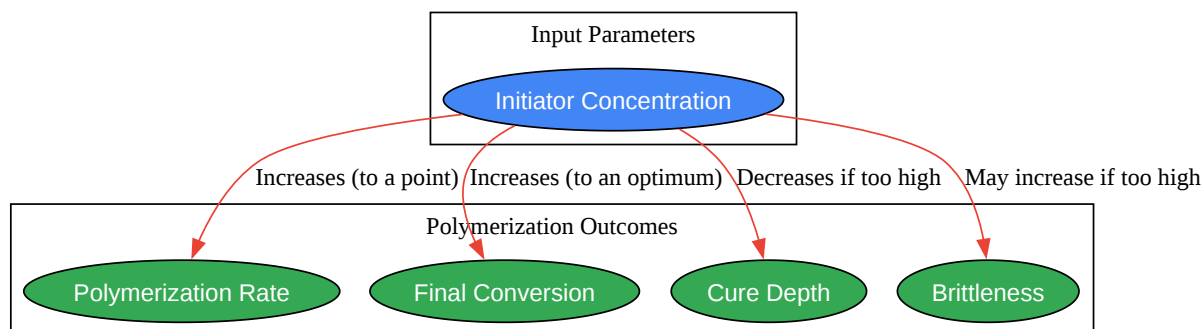 Input Parameters
Initiator Concentration
Increases (to a point)
Increases (to an optimum)
Decreases if too high
May increase if too high
Polymerization Outcomes
Polymerization Rate
Final Conversion
Cure Depth
Brittleness